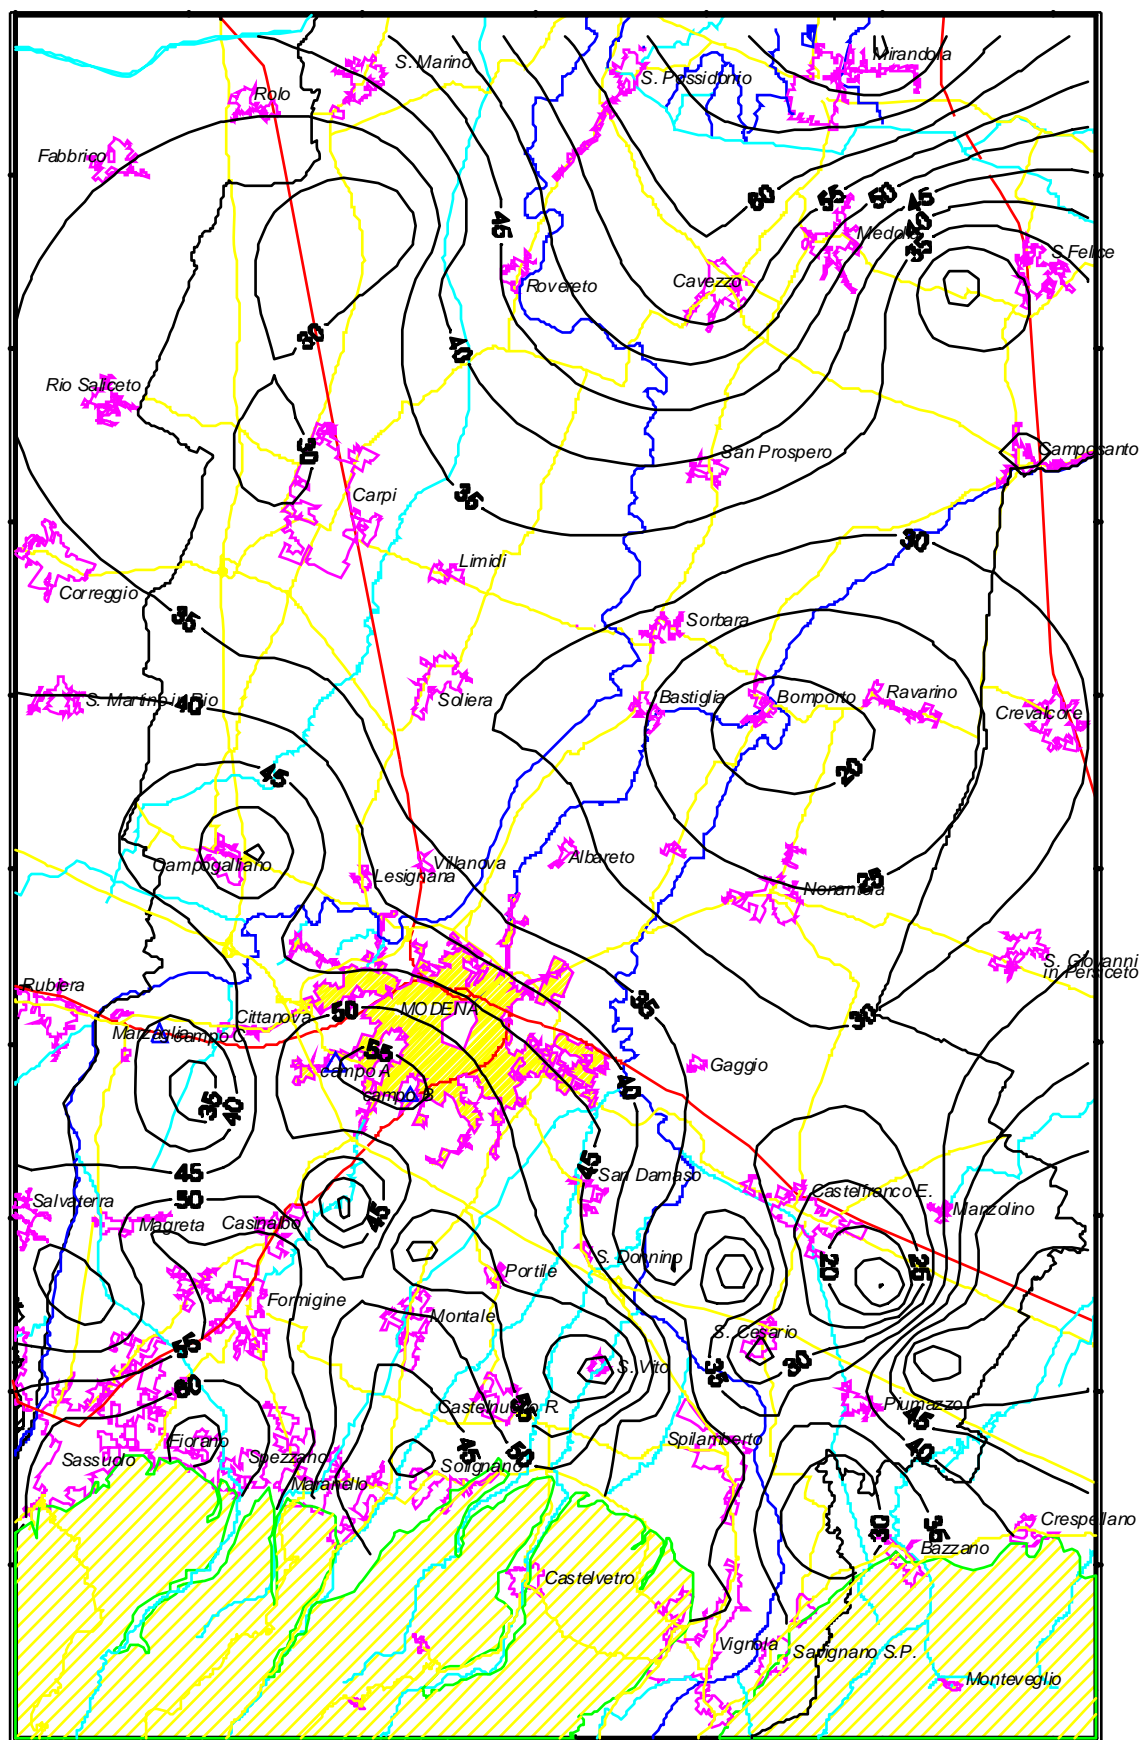 S. Marino
Mirandola
S. Possidonio
Rolo
Fabbrico
60
55
50
45
40
35
45
Medolla
S.Felice
Rovereto
Cavezzo
30
40
Rio Saliceto
30
San Prospero
Camposanto
Carpi
35
30
Limidi
Correggio
35
Sorbara
S. Martino in Rio
40
Soliera
Bastiglia
Bomporto
Ravarino
Crevalcore
45
20
Campogalliano
Villanova
Albareto
Lesignana
25
Nonantola
S. Giovanni
in Persiceto
Rubiera
35
50
MODENA
30
Cittanova
Marzaglia
campo C
55
campo A
Gaggio
campo B
40
35
40
45
45
San Damaso
50
Salvaterra
Castelfranco E.
Magreta
Casinalbo
45
Marzolino
S. Donnino
20
25
Portile
Formigine
Montale
S. Cesario
55
30
S. Vito
35
60
Castelnuovo R.
55
Piumazzo
45
Fiorano
Spilamberto
40
Sassuolo
Spezzano
45
50
Solignano
Maranello
30
35
Crespellano
Bazzano
Castelvetro
Vignola
Savignano S.P.
Monteveglio